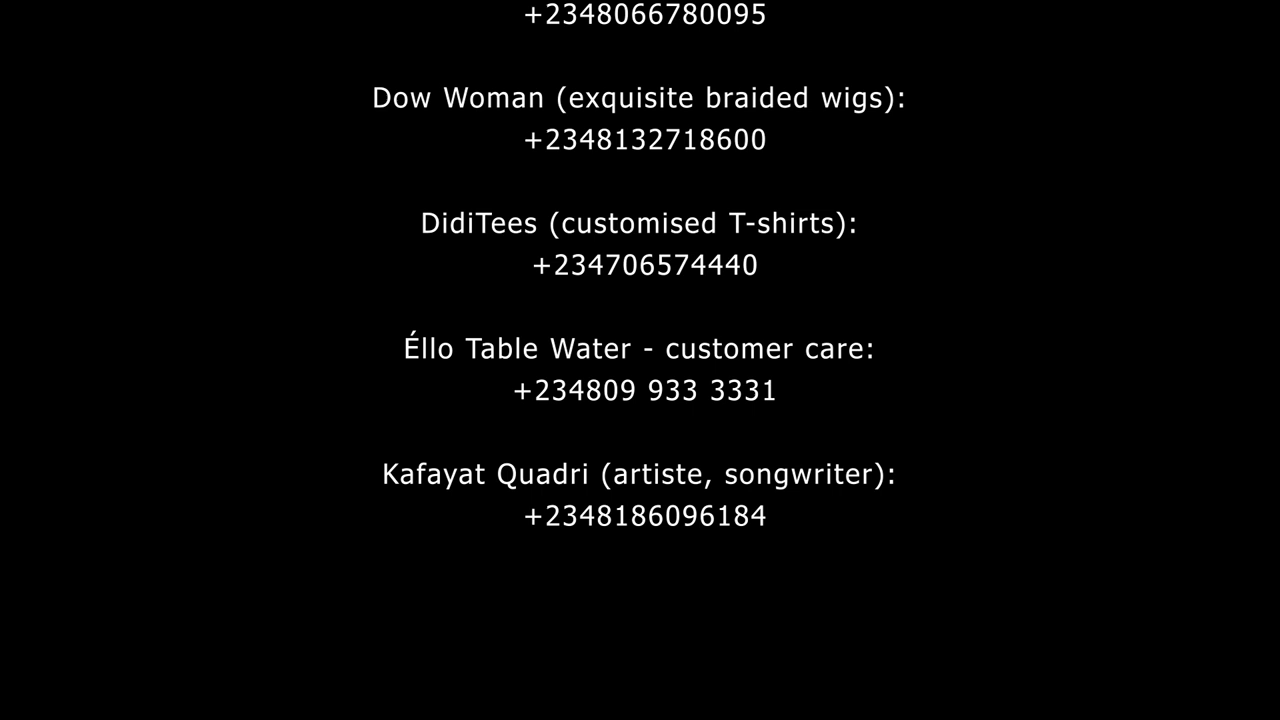 +2348066780095
Dow Woman (exquisite braided wigs):
+2348132718600
DidiTees (customised T-shirts):
+234706574440
Éllo Table Water - customer care:
+234809 933 3331
Kafayat Quadri (artiste, songwriter):
+2348186096184